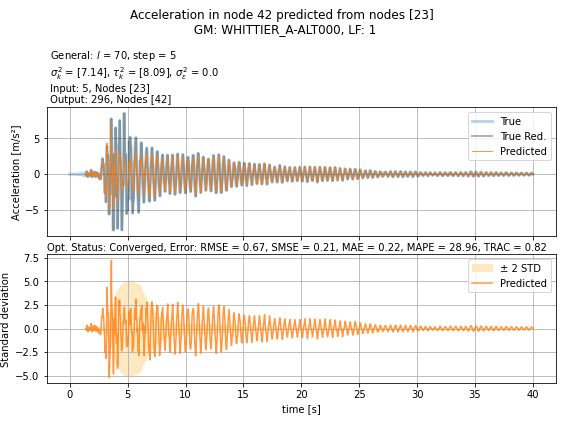 Acceleration in node 42 predicted from nodes [23]
GM: WHITTIER_A-ALT000, LF: 1
General: l = 70, step = 5
σ²ₖ = [7.14], τ²ₖ = [8.09], σ²ε = 0.0
Input: 5, Nodes [23]
Output: 296, Nodes [42]
Acceleration [m/s²]
5
0
−5
True
True Red.
Predicted
Opt. Status: Converged, Error: RMSE = 0.67, SMSE = 0.21, MAE = 0.22, MAPE = 28.96, TRAC = 0.82
Standard deviation
7.5
5.0
2.5
0.0
−2.5
−5.0
± 2 STD
Predicted
0 5 10 15 20 25 30 35 40
time [s]